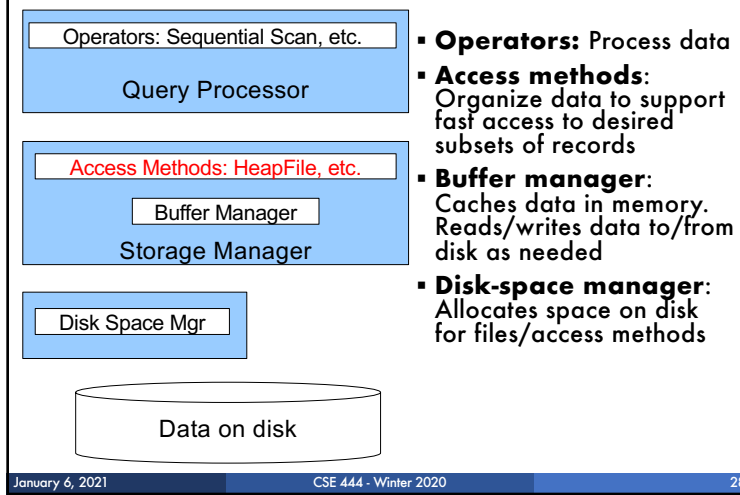 Operators: Sequential Scan, etc.
Query Processor
Access Methods: HeapFile, etc.
Buffer Manager
Storage Manager
Disk Space Mgr
Data on disk
▪ Operators: Process data
▪ Access methods:
Organize data to support
fast access to desired
subsets of records
▪ Buffer manager:
Caches data in memory.
Reads/writes data to/from
disk as needed
▪ Disk-space manager:
Allocates space on disk
for files/access methods
January 6, 2021
CSE 444 - Winter 2020